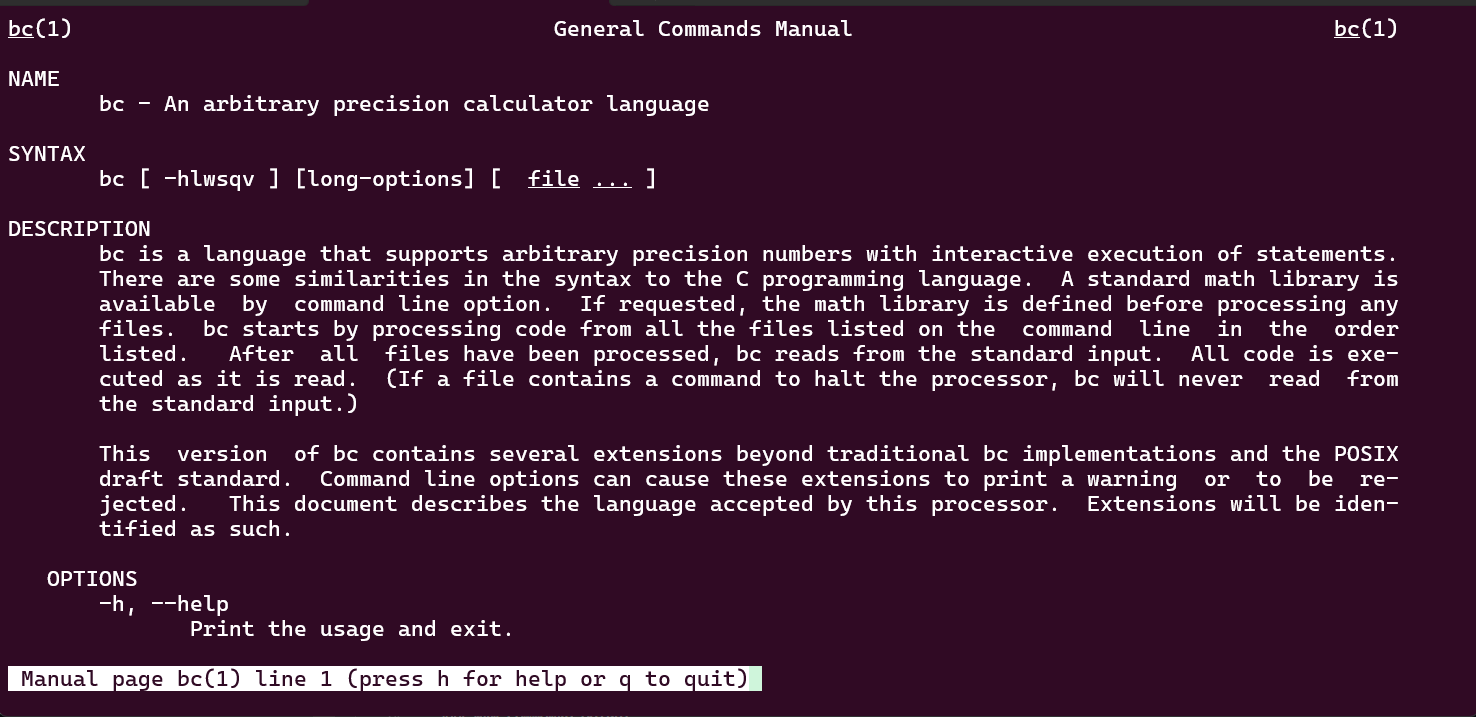 bc(1) General Commands Manual bc(1)
NAME
bc - An arbitrary precision calculator language
SYNTAX
bc [ -hlwsqv ] [long-options] [  file ... ]
DESCRIPTION
bc is a language that supports arbitrary precision numbers with interactive execution of statements.
There are some similarities in the syntax to the C programming language.  A standard math library is
available  by  command line option.  If requested, the math library is defined before processing any
files.  bc starts by processing code from all the files listed on the  command  line  in  the  order
listed.   After  all  files have been processed, bc reads from the standard input.  All code is exe-
cuted as it is read.  (If a file contains a command to halt the processor, bc will never  read  from
the standard input.)
This  version  of bc contains several extensions beyond traditional bc implementations and the POSIX
draft standard.  Command line options can cause these extensions to print a warning  or  to  be  re-
jected.   This document describes the language accepted by this processor.  Extensions will be iden-
tified as such.
OPTIONS
-h, --help
Print the usage and exit.
Manual page bc(1) line 1 (press h for help or q to quit)